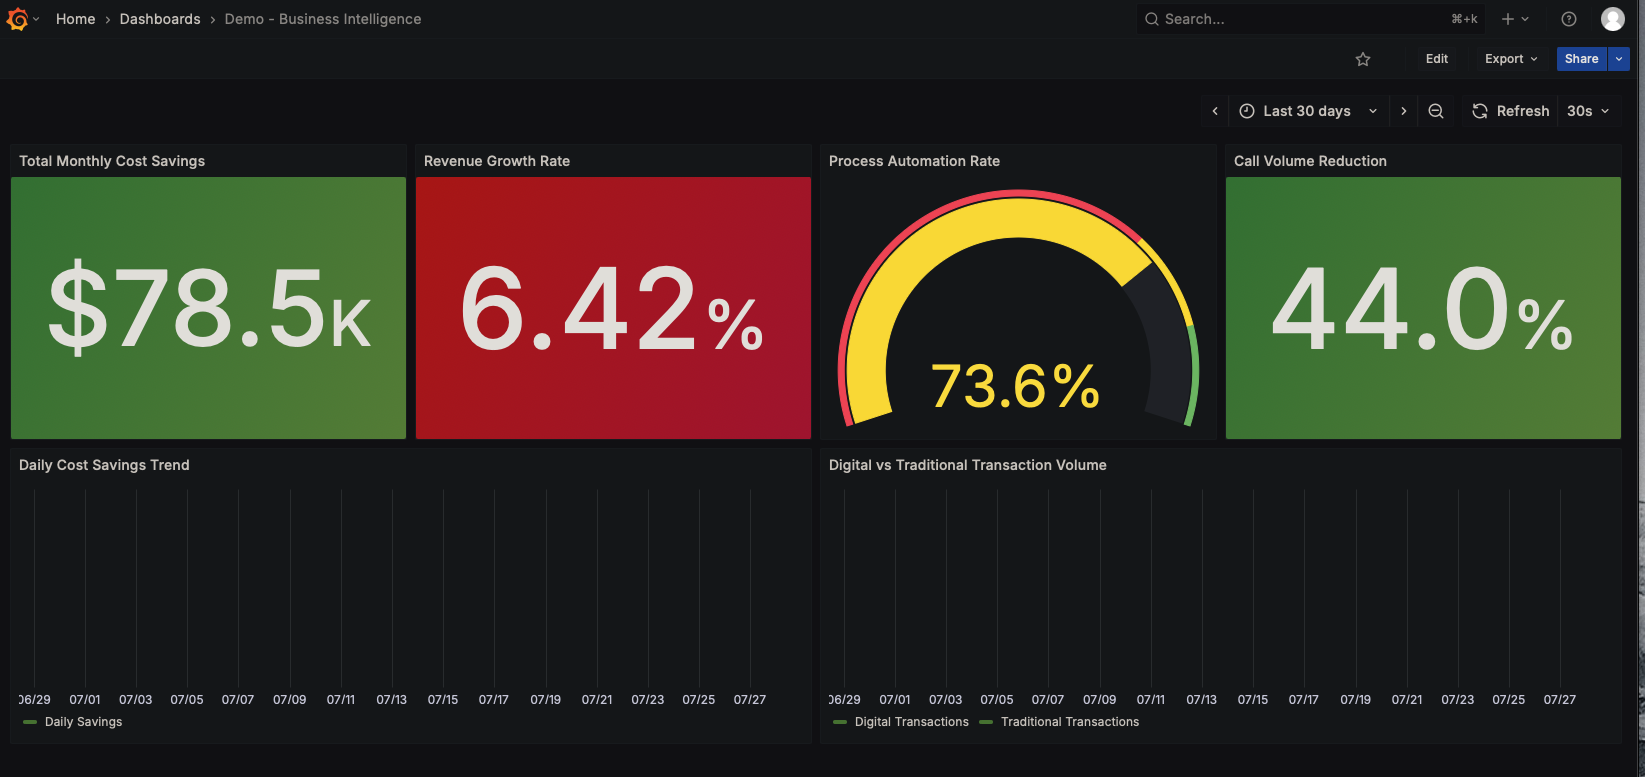 Home › Dashboards › Demo - Business Intelligence
Search... ⌘+k
Edit Export Share
Last 30 days Refresh 30s
Total Monthly Cost Savings
$78.5K
Revenue Growth Rate
6.42%
Process Automation Rate
73.6%
Call Volume Reduction
44.0%
Daily Cost Savings Trend
06/29 07/01 07/03 07/05 07/07 07/09 07/11 07/13 07/15 07/17 07/19 07/21 07/23 07/25 07/27
Daily Savings
Digital vs Traditional Transaction Volume
06/29 07/01 07/03 07/05 07/07 07/09 07/11 07/13 07/15 07/17 07/19 07/21 07/23 07/25 07/27
Digital Transactions Traditional Transactions